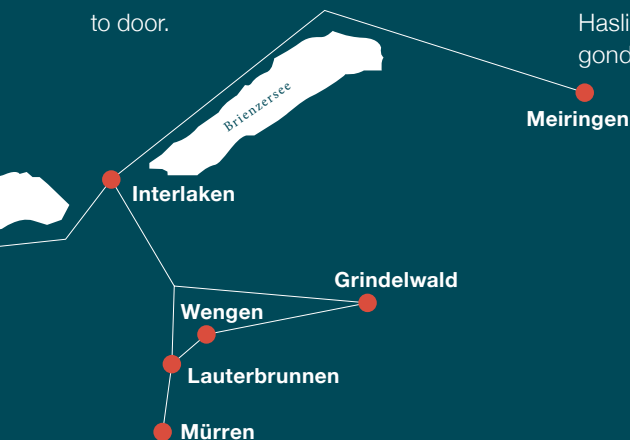 to door.
Hasli
gond
Brienzersee
Meiringen
Interlaken
Grindelwald
Wengen
Lauterbrunnen
Mürren